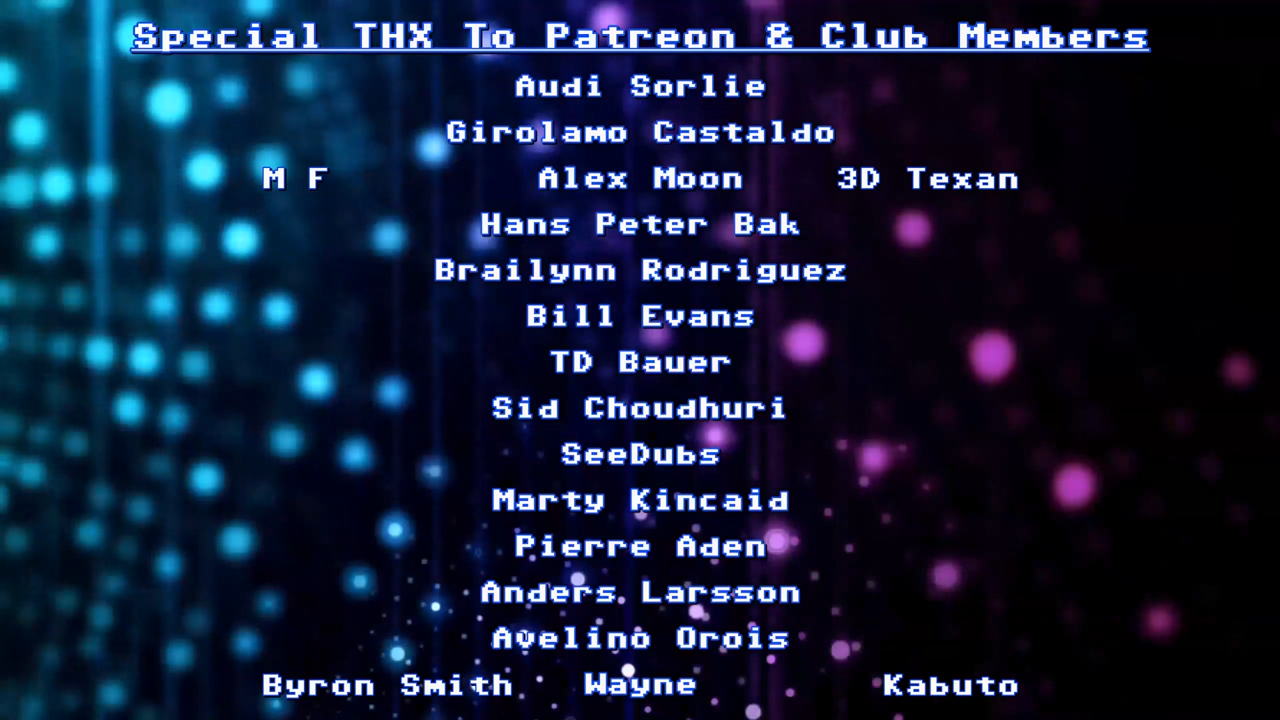 Special THX To Patreon & Club Members
Audi Sorlie
Girolamo Castaldo
M F Alex Moon 3D Texan
Hans Peter Bak
Brailynn Rodriguez
Bill Evans
TD Bauer
Sid Choudhuri
SeeDubs
Marty Kincaid
Pierre Aden
Anders Larsson
Avelino Orois
Byron Smith Wayne Kabuto